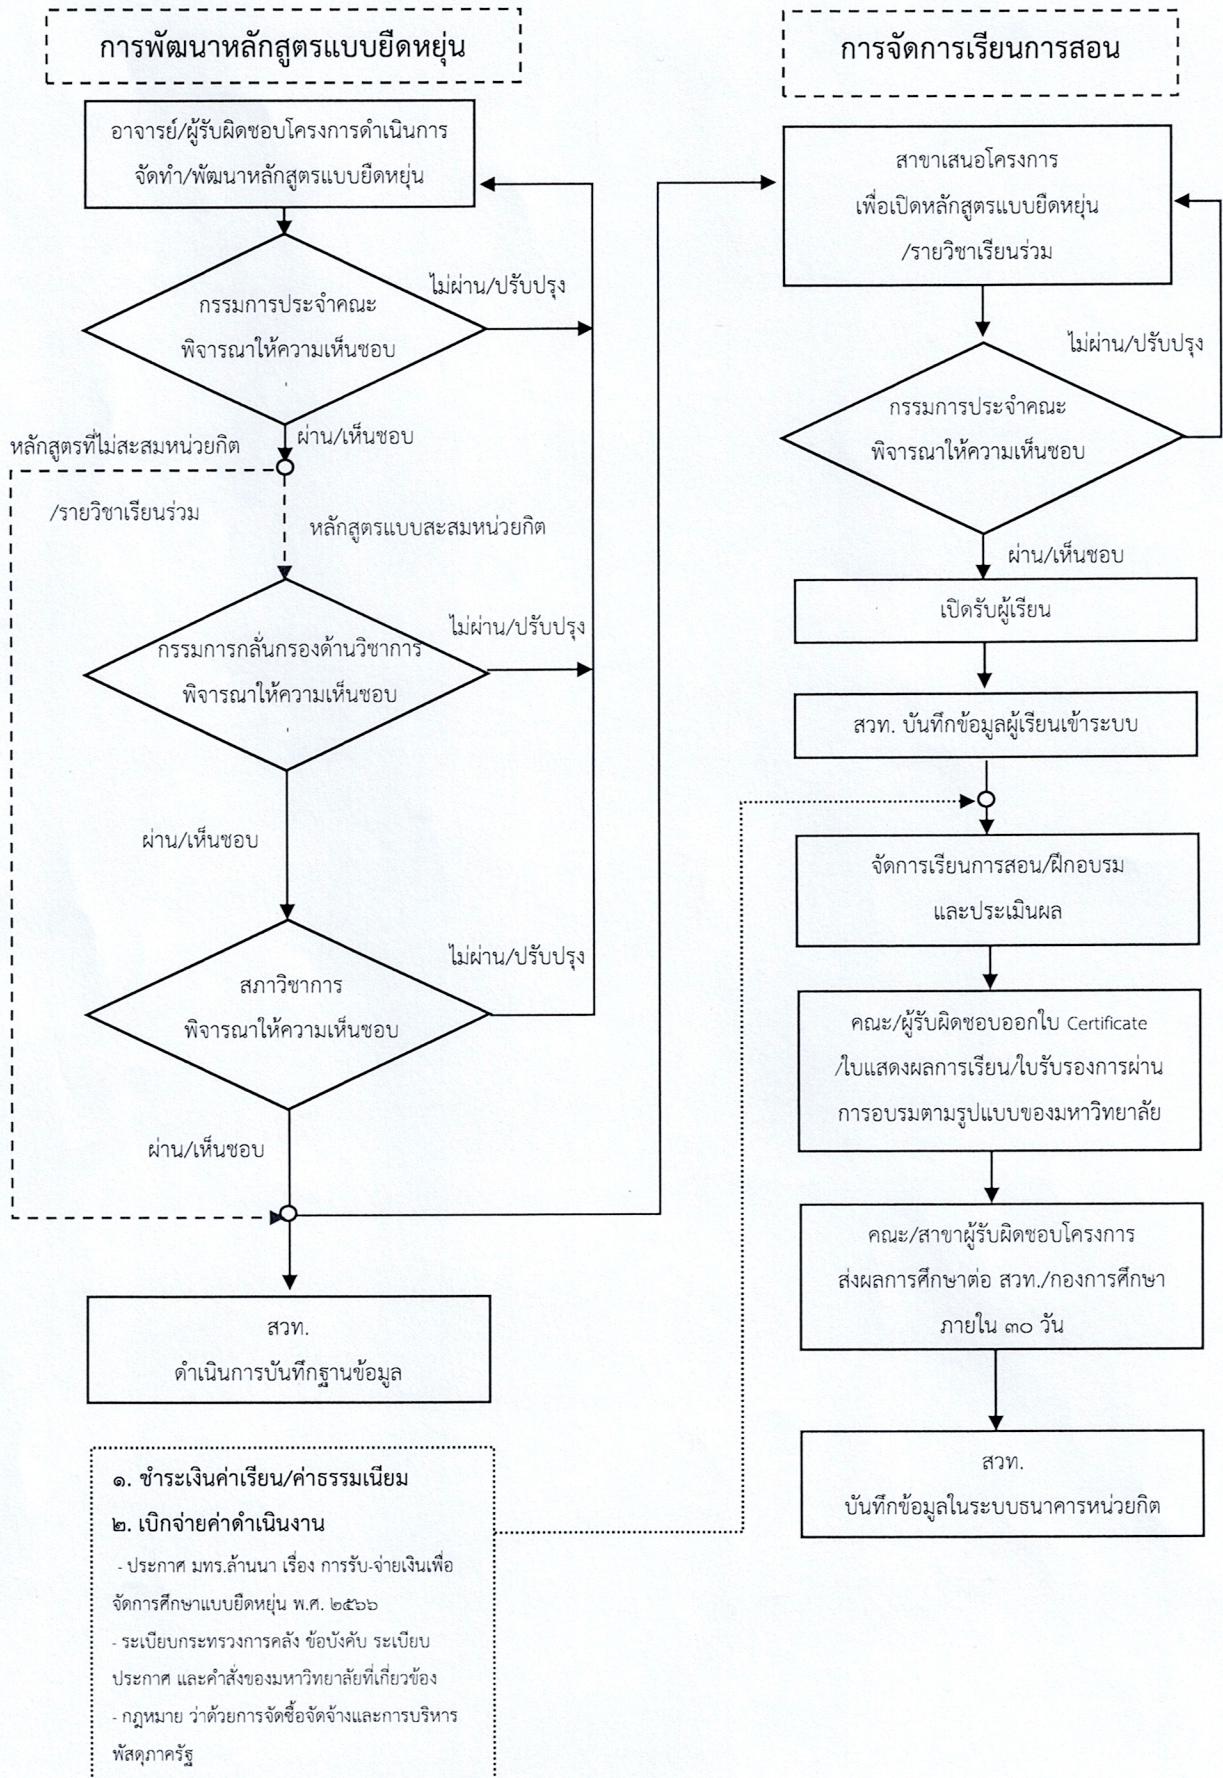 การพัฒนาหลักสูตรแบบยืดหยุ่น
อาจารย์/ผู้รับผิดชอบโครงการดำเนินการ
จัดทำ/พัฒนาหลักสูตรแบบยืดหยุ่น
ไม่ผ่าน/ปรับปรุง
กรรมการประจำคณะ
พิจารณาให้ความเห็นชอบ
ผ่าน/เห็นชอบ
หลักสูตรที่ไม่สะสมหน่วยกิต
/รายวิชาเรียนร่วม
หลักสูตรแบบสะสมหน่วยกิต
ไม่ผ่าน/ปรับปรุง
กรรมการกลั่นกรองด้านวิชาการ
พิจารณาให้ความเห็นชอบ
ผ่าน/เห็นชอบ
ไม่ผ่าน/ปรับปรุง
สภาวิชาการ
พิจารณาให้ความเห็นชอบ
ผ่าน/เห็นชอบ
สวท.
ดำเนินการบันทึกฐานข้อมูล
๑. ชำระเงินค่าเรียน/ค่าธรรมเนียม
๒. เบิกจ่ายค่าดำเนินงาน
- ประกาศ มทร.ล้านนา เรื่อง การรับ-จ่ายเงินเพื่อ
จัดการศึกษาแบบยืดหยุ่น พ.ศ. ๒๕๖๖
- ระเบียบกระทรวงการคลัง ข้อบังคับ ระเบียบ
ประกาศ และคำสั่งของมหาวิทยาลัยที่เกี่ยวข้อง
- กฎหมาย ว่าด้วยการจัดซื้อจัดจ้างและการบริหาร
พัสดุภาครัฐ
การจัดการเรียนการสอน
สาขาเสนอโครงการ
เพื่อเปิดหลักสูตรแบบยืดหยุ่น
/รายวิชาเรียนร่วม
ไม่ผ่าน/ปรับปรุง
กรรมการประจำคณะ
พิจารณาให้ความเห็นชอบ
ผ่าน/เห็นชอบ
เปิดรับผู้เรียน
สวท. บันทึกข้อมูลผู้เรียนเข้าระบบ
จัดการเรียนการสอน/ฝึกอบรม
และประเมินผล
คณะ/ผู้รับผิดชอบออกใบ Certificate
/ใบแสดงผลการเรียน/ใบรับรองการผ่าน
การอบรมตามรูปแบบของมหาวิทยาลัย
คณะ/สาขาผู้รับผิดชอบโครงการ
ส่งผลการศึกษาต่อ สวท./กองการศึกษา
ภายใน ๓๐ วัน
สวท.
บันทึกข้อมูลในระบบธนาคารหน่วยกิต